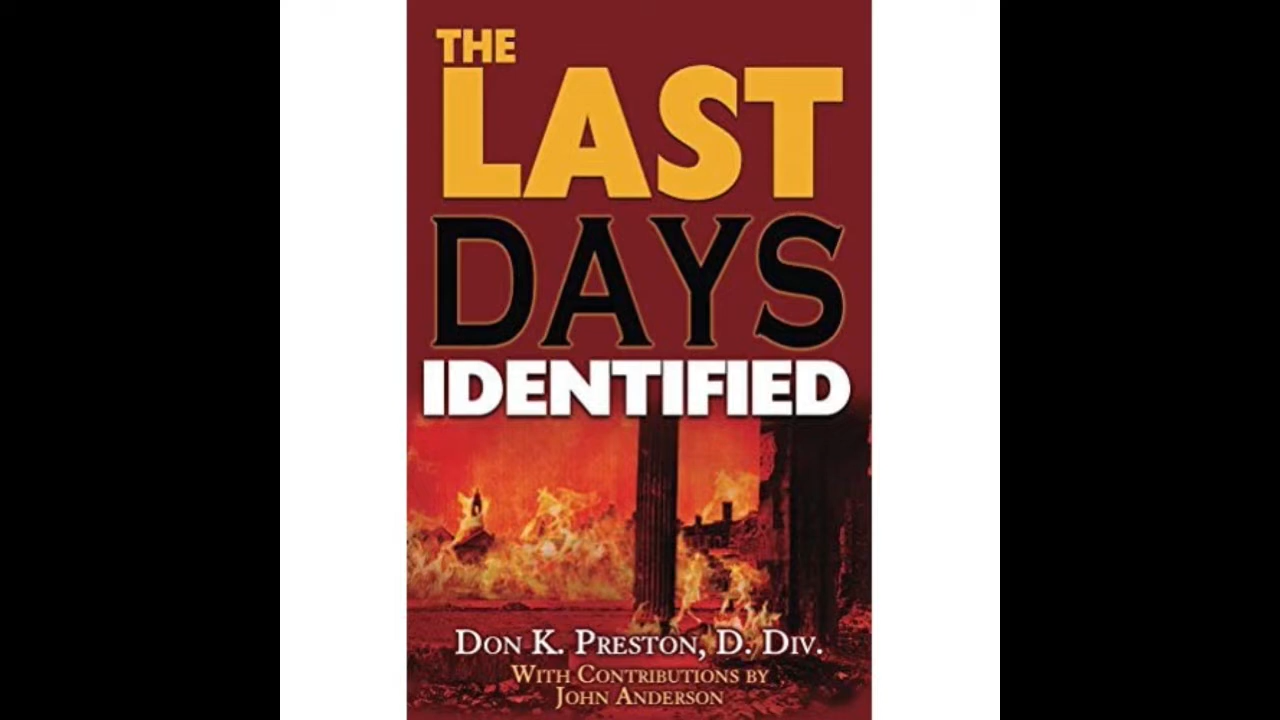 THE
LAST
DAYS
IDENTIFIED
DON K. PRESTON, D. DIV.
WITH CONTRIBUTIONS BY
JOHN ANDERSON